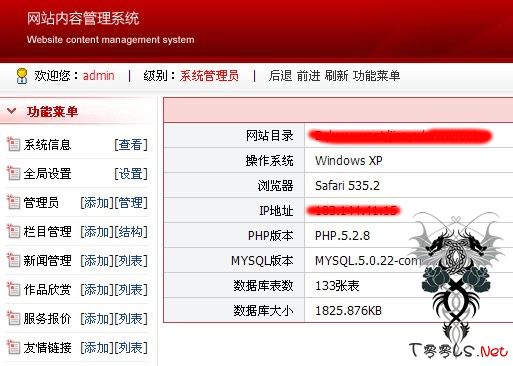 网站内容管理系统
Website content management system
欢迎您：admin | 级别：系统管理员 | 后退 前进 刷新 功能菜单
功能菜单
系统信息 [查看]
全局设置 [设置]
管理员 [添加][管理]
栏目管理 [添加][结构]
新闻管理 [添加][列表]
作品欣赏 [添加][列表]
服务报价 [添加][列表]
友情链接 [添加][列表]
网站目录
操作系统 Windows XP
浏览器 Safari 535.2
IP地址
PHP版本 PHP.5.2.8
MYSQL版本 MYSQL.5.0.22-com
数据库表数 133张表
数据库大小 1825.876KB
.Net